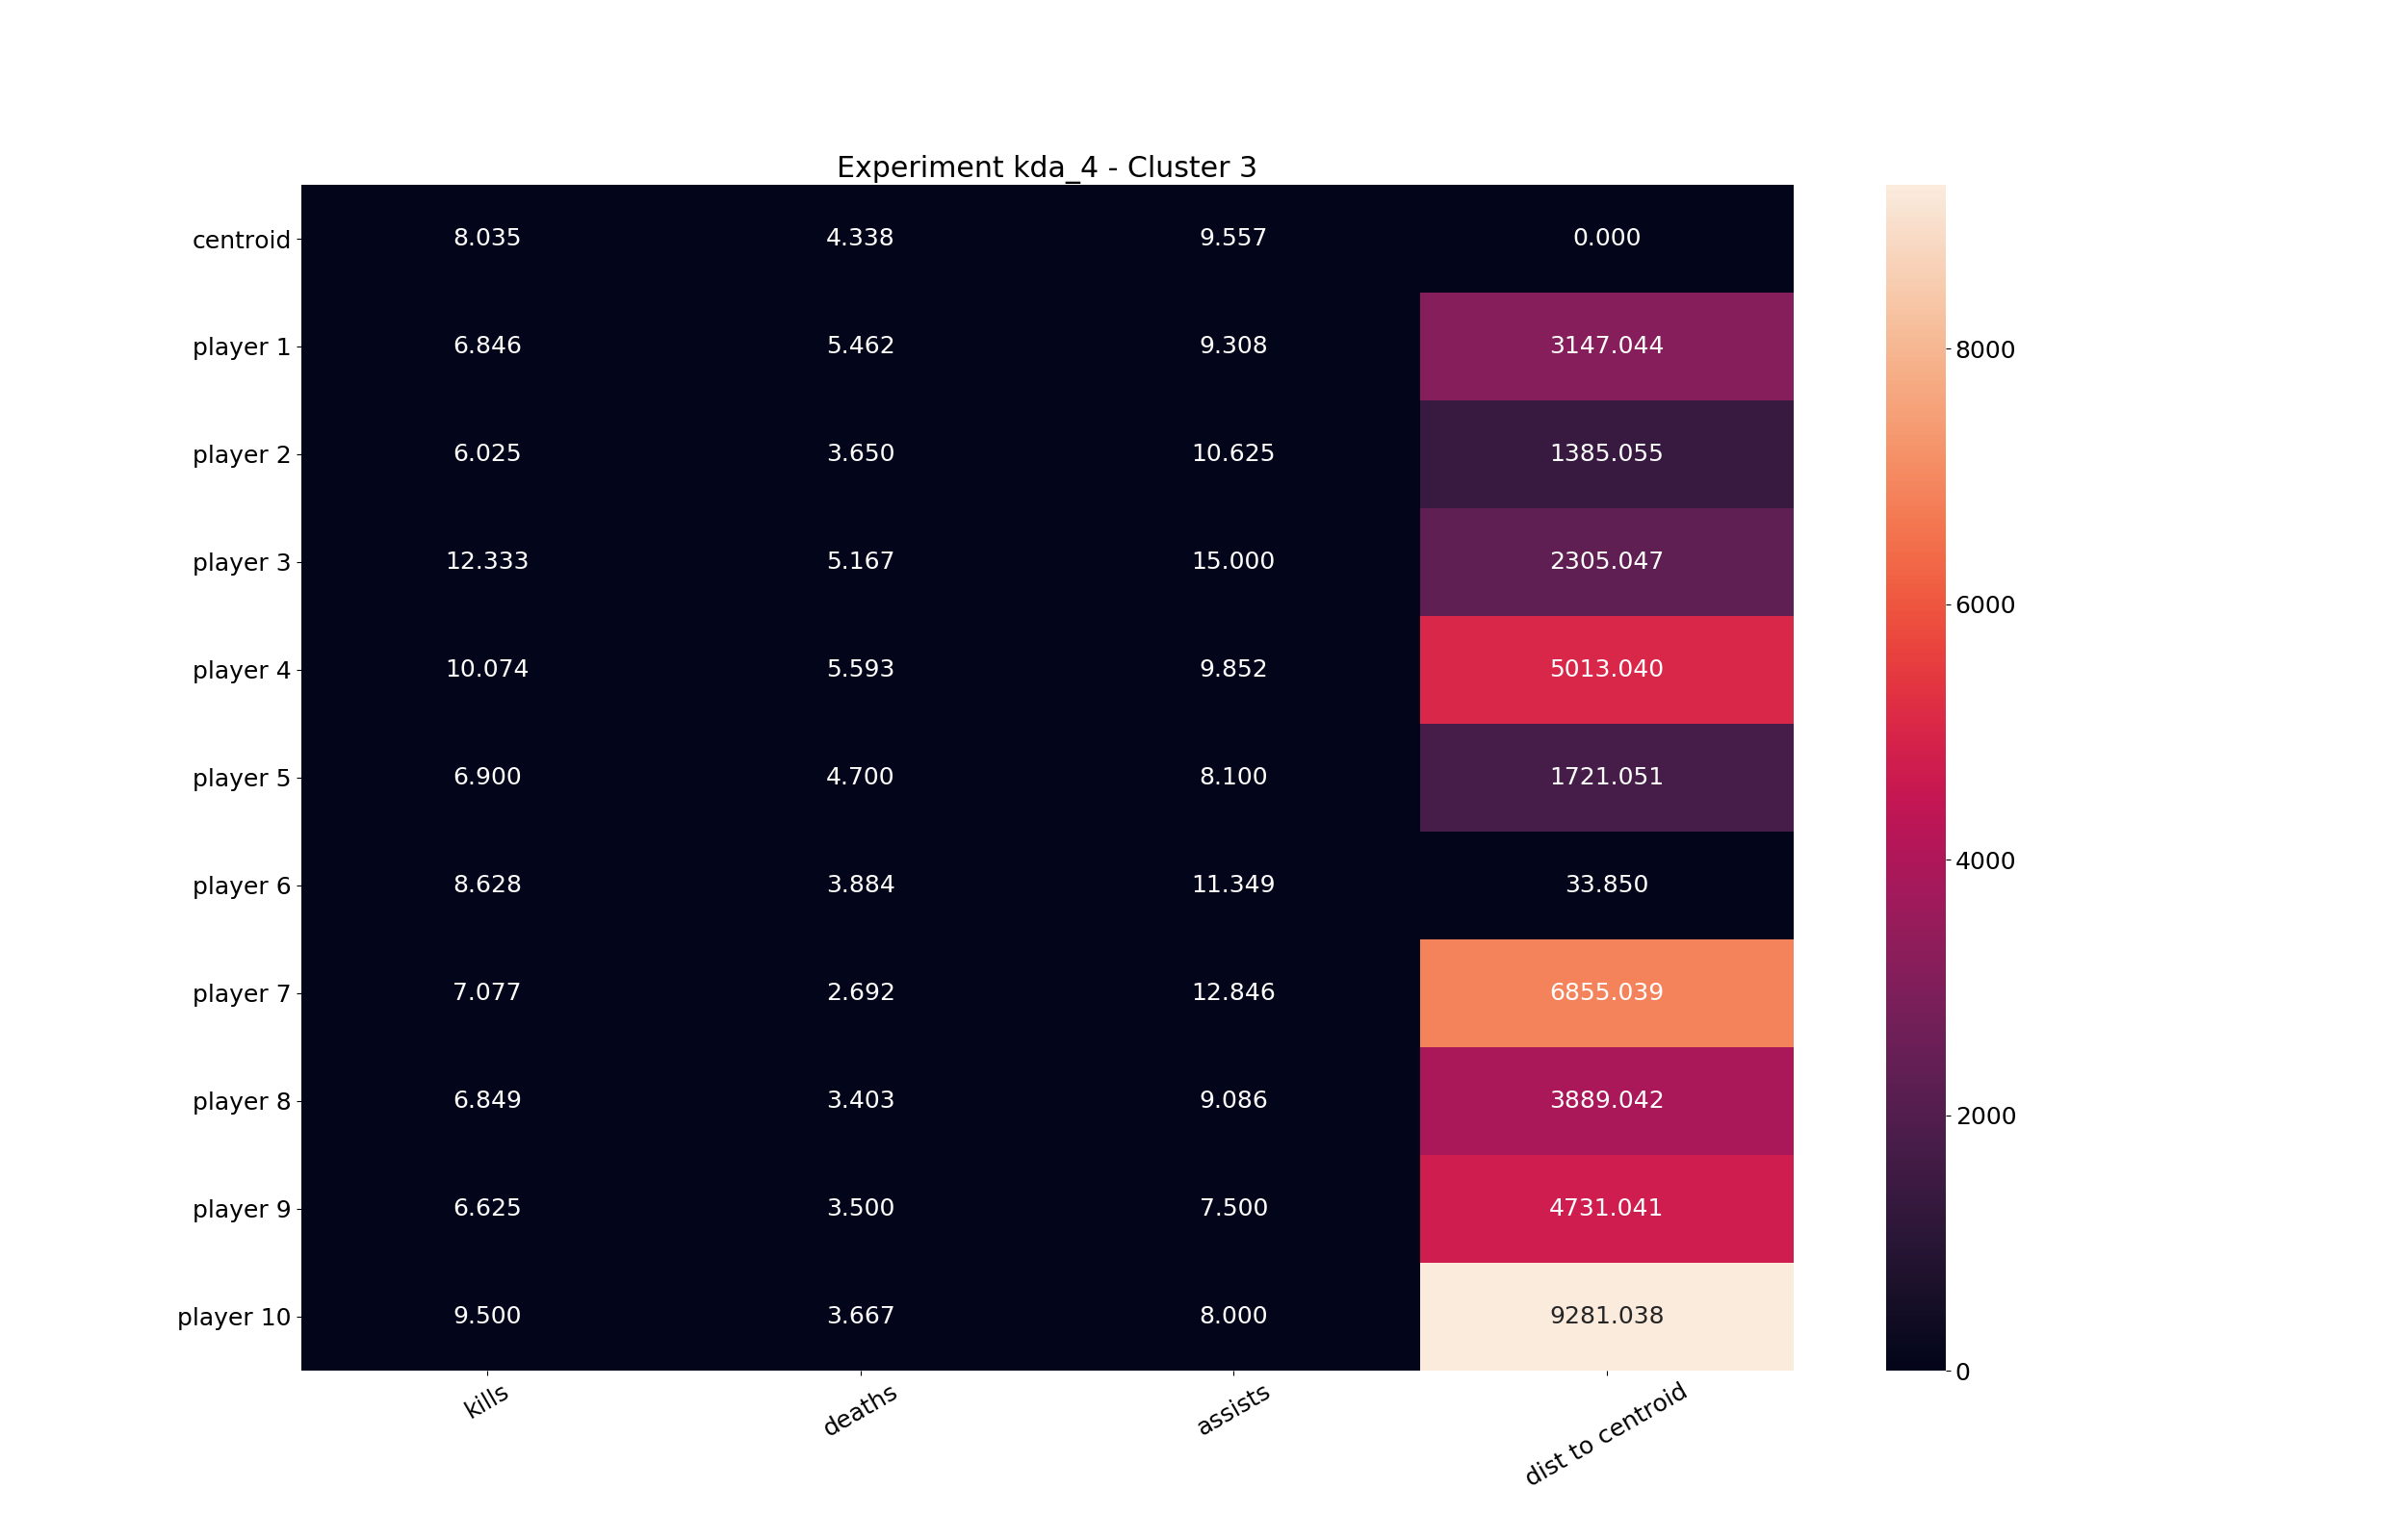 Experiment kda_4 - Cluster 3
centroid 8.035 4.338 9.557 0.000
player 1 6.846 5.462 9.308 3147.044
player 2 6.025 3.650 10.625 1385.055
player 3 12.333 5.167 15.000 2305.047
player 4 10.074 5.593 9.852 5013.040
player 5 6.900 4.700 8.100 1721.051
player 6 8.628 3.884 11.349 33.850
player 7 7.077 2.692 12.846 6855.039
player 8 6.849 3.403 9.086 3889.042
player 9 6.625 3.500 7.500 4731.041
player 10 9.500 3.667 8.000 9281.038
kills deaths assists dist to centroid
8000
6000
4000
2000
0